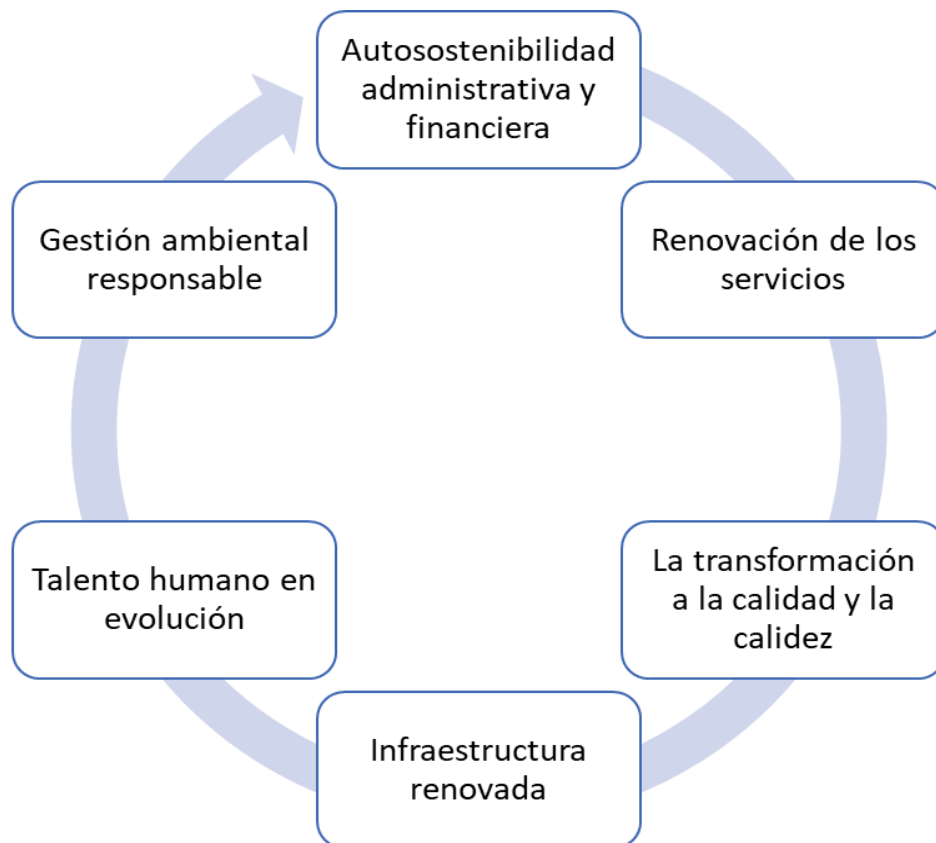 Autosostenibilidad
administrativa y
financiera
Renovación de los
servicios
La transformación
a la calidad y la
calidez
Infraestructura
renovada
Talento humano en
evolución
Gestión ambiental
responsable